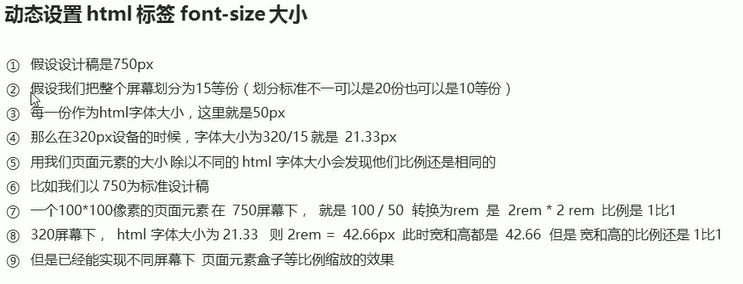 动态设置 html 标签 font-size 大小
① 假设设计稿是750px
② 假设我们把整个屏幕划分为15等份（划分标准不一可以是20份也可以是10等份）
③ 每一份作为html字体大小，这里就是50px
④ 那么在320px设备的时候，字体大小为320/15 就是 21.33px
⑤ 用我们页面元素的大小 除以不同的 html 字体大小会发现他们比例还是相同的
⑥ 比如我们以 750为标准设计稿
⑦ 一个100*100像素的页面元素 在 750屏幕下， 就是 100 / 50 转换为rem 是 2rem * 2 rem 比例是 1比1
⑧ 320屏幕下， html 字体大小为 21.33 则 2rem = 42.66px 此时宽和高都是 42.66 但是 宽和高的比例还是 1比1
⑨ 但是已经能实现不同屏幕下 页面元素盒子等比例缩放的效果